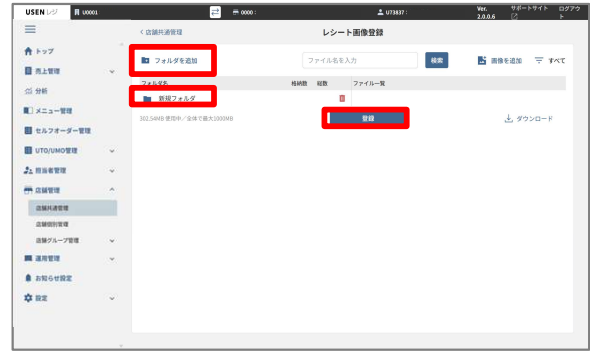 USEN レジ U0001 0000 : U73837 : Ver. 2.0.0.6 サポートサイト ログアウト
トップ
売上管理
分析
メニュー管理
セルフオーダー管理
UTO/UMO管理
担当者管理
店舗管理
店舗共通管理
店舗個別管理
店舗グループ管理
運用管理
お知らせ設定
設定
< 店舗共通管理 レシート画像登録
フォルダを追加 ファイル名を入力 検索 画像を追加 すべて
フォルダ名 格納数 総数 ファイル一覧
新規フォルダ
302.54MB 使用中／全体で最大1000MB 登録 ダウンロード